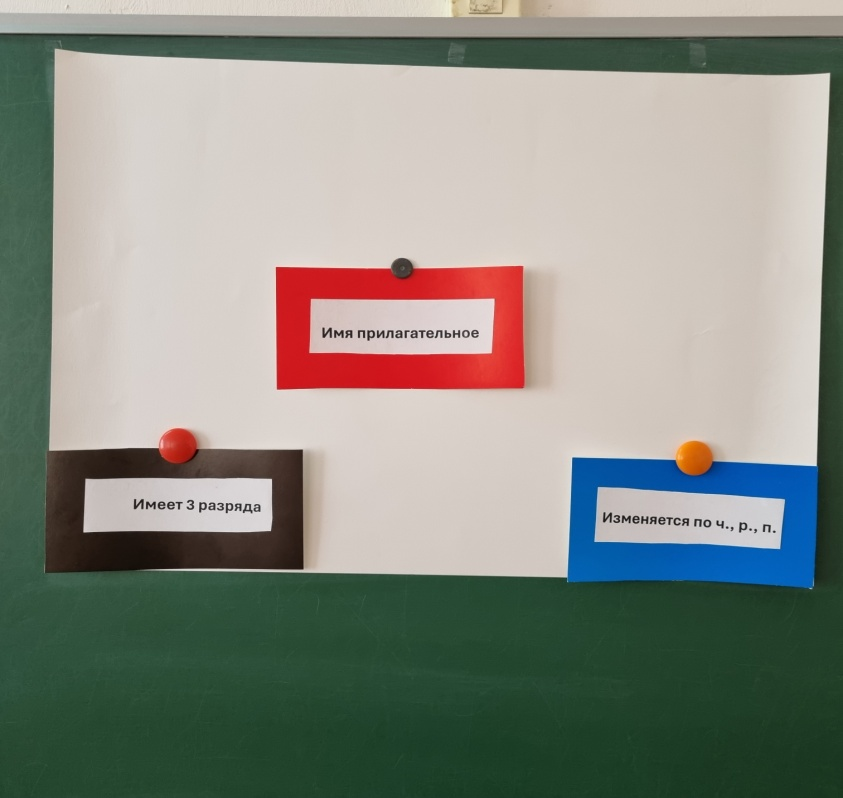 Имя прилагательное
Имеет 3 разряда
Изменяется по ч., р., п.